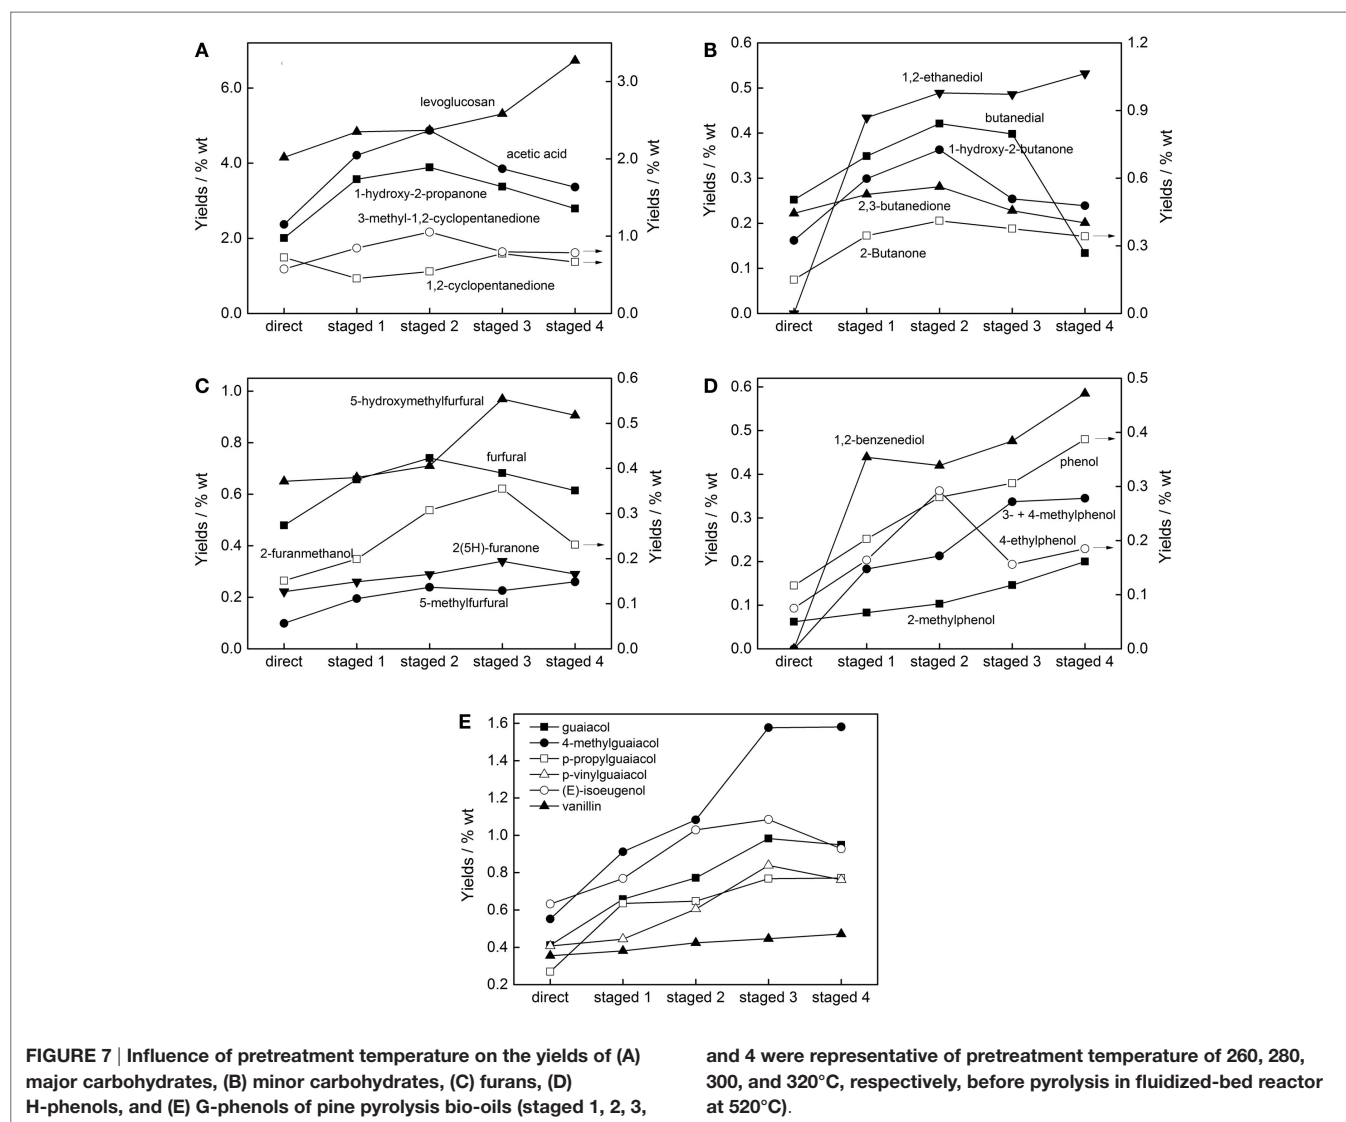 A
Yields / % wt
6.0
4.0
2.0
0.0
levoglucosan
acetic acid
1-hydroxy-2-propanone
3-methyl-1,2-cyclopentanedione
1,2-cyclopentanedione
3.0
2.0
1.0
0.0
Yields / % wt
direct staged 1 staged 2 staged 3 staged 4
B
Yields / % wt
0.6
0.5
0.4
0.3
0.2
0.1
0.0
1,2-ethanediol
butanedial
1-hydroxy-2-butanone
2,3-butanedione
2-Butanone
1.2
0.9
0.6
0.3
0.0
Yields / % wt
direct staged 1 staged 2 staged 3 staged 4
C
Yields / % wt
1.0
0.8
0.6
0.4
0.2
0.0
5-hydroxymethylfurfural
furfural
2-furanmethanol
2(5H)-furanone
5-methylfurfural
0.6
0.5
0.4
0.3
0.2
0.1
0.0
Yields / % wt
direct staged 1 staged 2 staged 3 staged 4
D
Yields / % wt
0.6
0.5
0.4
0.3
0.2
0.1
0.0
1,2-benzenediol
phenol
3- + 4-methylphenol
4-ethylphenol
2-methylphenol
0.5
0.4
0.3
0.2
0.1
0.0
Yields / % wt
direct staged 1 staged 2 staged 3 staged 4
E
Yields / % wt
1.6
1.4
1.2
1.0
0.8
0.6
0.4
0.2
guaiacol
4-methylguaiacol
p-propylguaiacol
p-vinylguaiacol
(E)-isoeugenol
vanillin
direct staged 1 staged 2 staged 3 staged 4
FIGURE 7 | Influence of pretreatment temperature on the yields of (A)
major carbohydrates, (B) minor carbohydrates, (C) furans, (D)
H-phenols, and (E) G-phenols of pine pyrolysis bio-oils (staged 1, 2, 3,
and 4 were representative of pretreatment temperature of 260, 280,
300, and 320°C, respectively, before pyrolysis in fluidized-bed reactor
at 520°C).